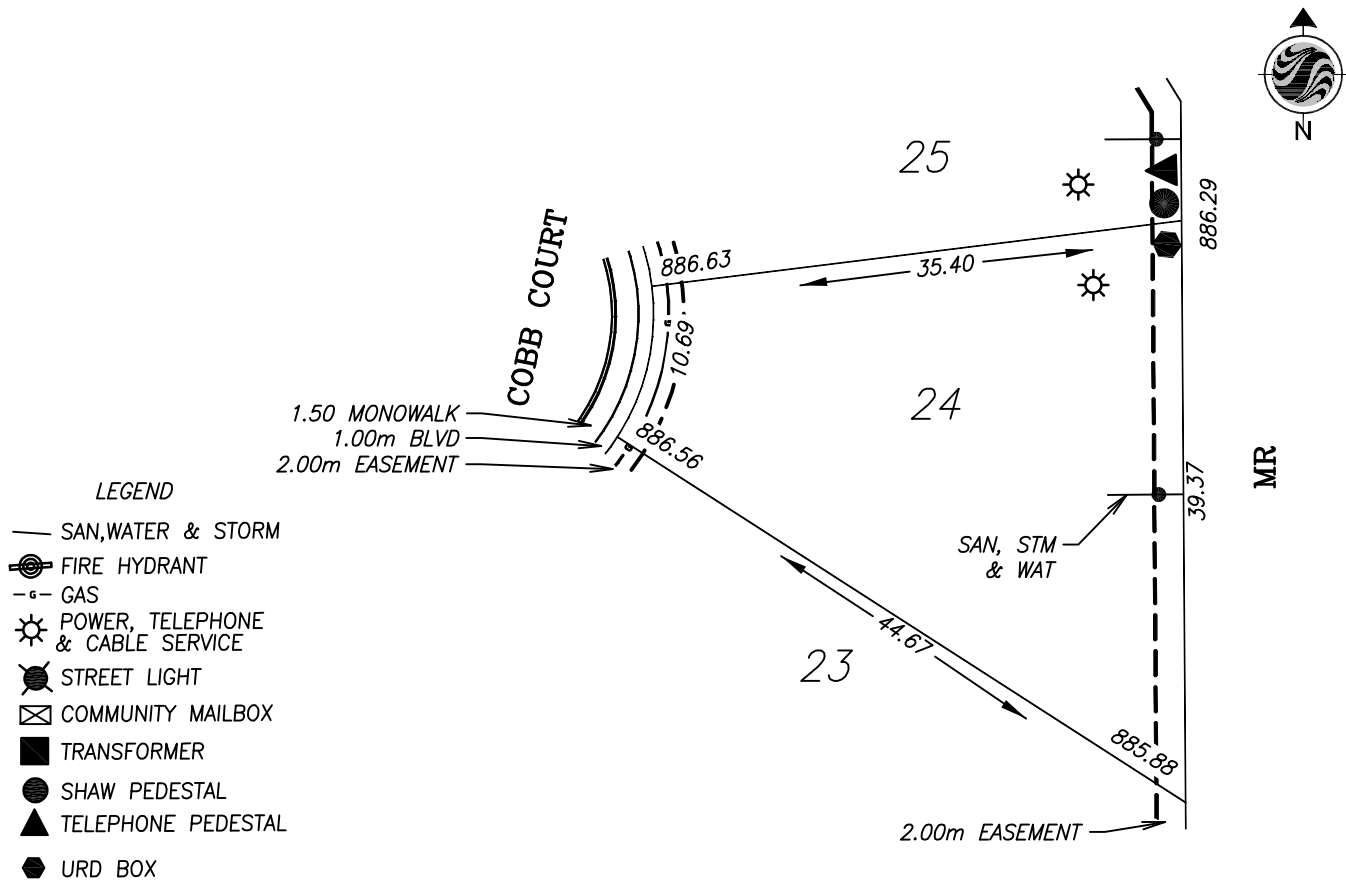 N
25
886.29
COBB COURT
886.63
35.40
10.69
24
1.50 MONOWALK
1.00m BLVD
2.00m EASEMENT
886.56
MR
39.37
LEGEND
SAN,WATER & STORM
FIRE HYDRANT
G GAS
POWER, TELEPHONE
& CABLE SERVICE
STREET LIGHT
COMMUNITY MAILBOX
TRANSFORMER
SHAW PEDESTAL
TELEPHONE PEDESTAL
URD BOX
SAN, STM
& WAT
44.67
23
885.88
2.00m EASEMENT
G
G